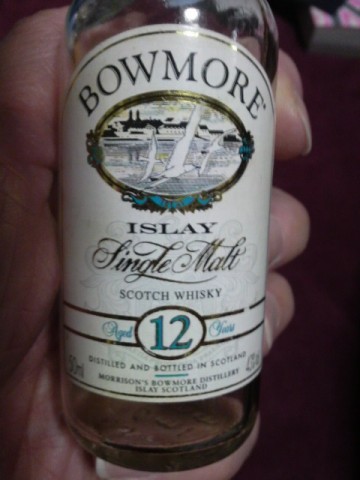 BOWMORE
ISLAY
Single Malt
SCOTCH WHISKY
Aged 12 Years
DISTILLED AND BOTTLED IN SCOTLAND
50ml
MORRISON'S BOWMORE DISTILLERY
ISLAY SCOTLAND